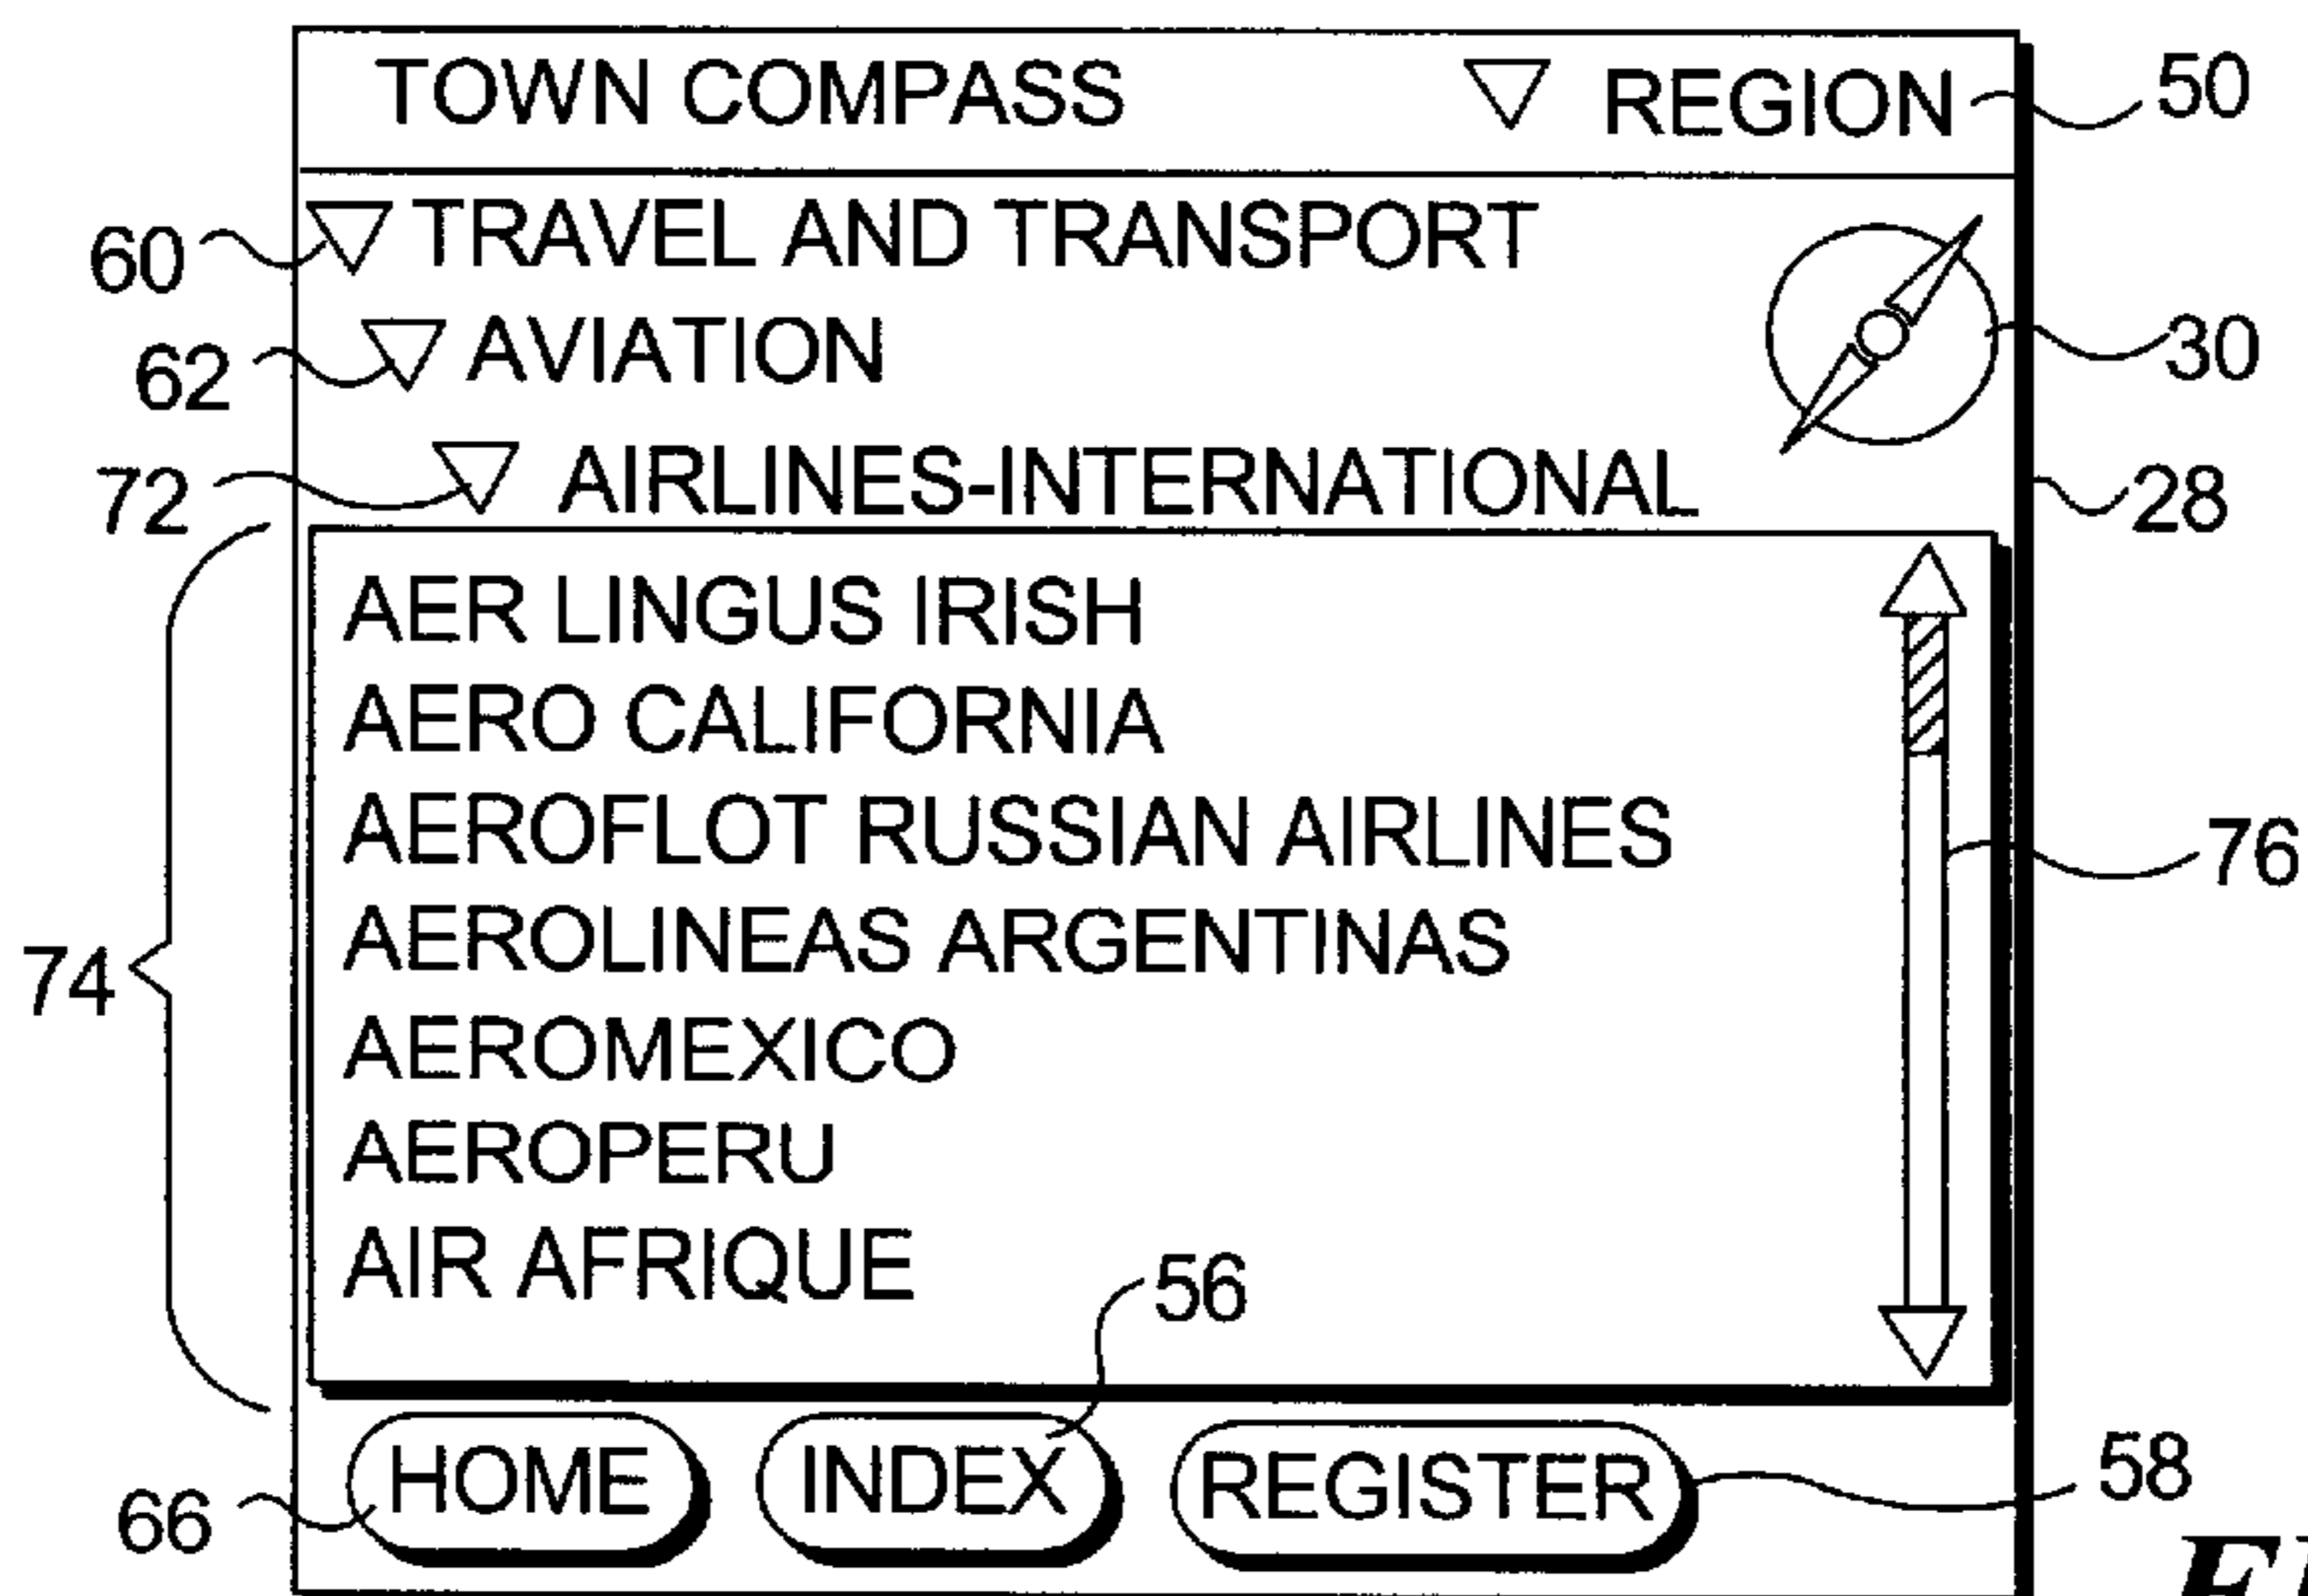 TOWN COMPASS REGION 50
60 TRAVEL AND TRANSPORT
62 AVIATION 30
72 AIRLINES-INTERNATIONAL 28
AER LINGUS IRISH
AERO CALIFORNIA
AEROFLOT RUSSIAN AIRLINES 76
74 AEROLINEAS ARGENTINAS
AEROMEXICO
AEROPERU
AIR AFRIQUE 56
66 HOME INDEX REGISTER 58